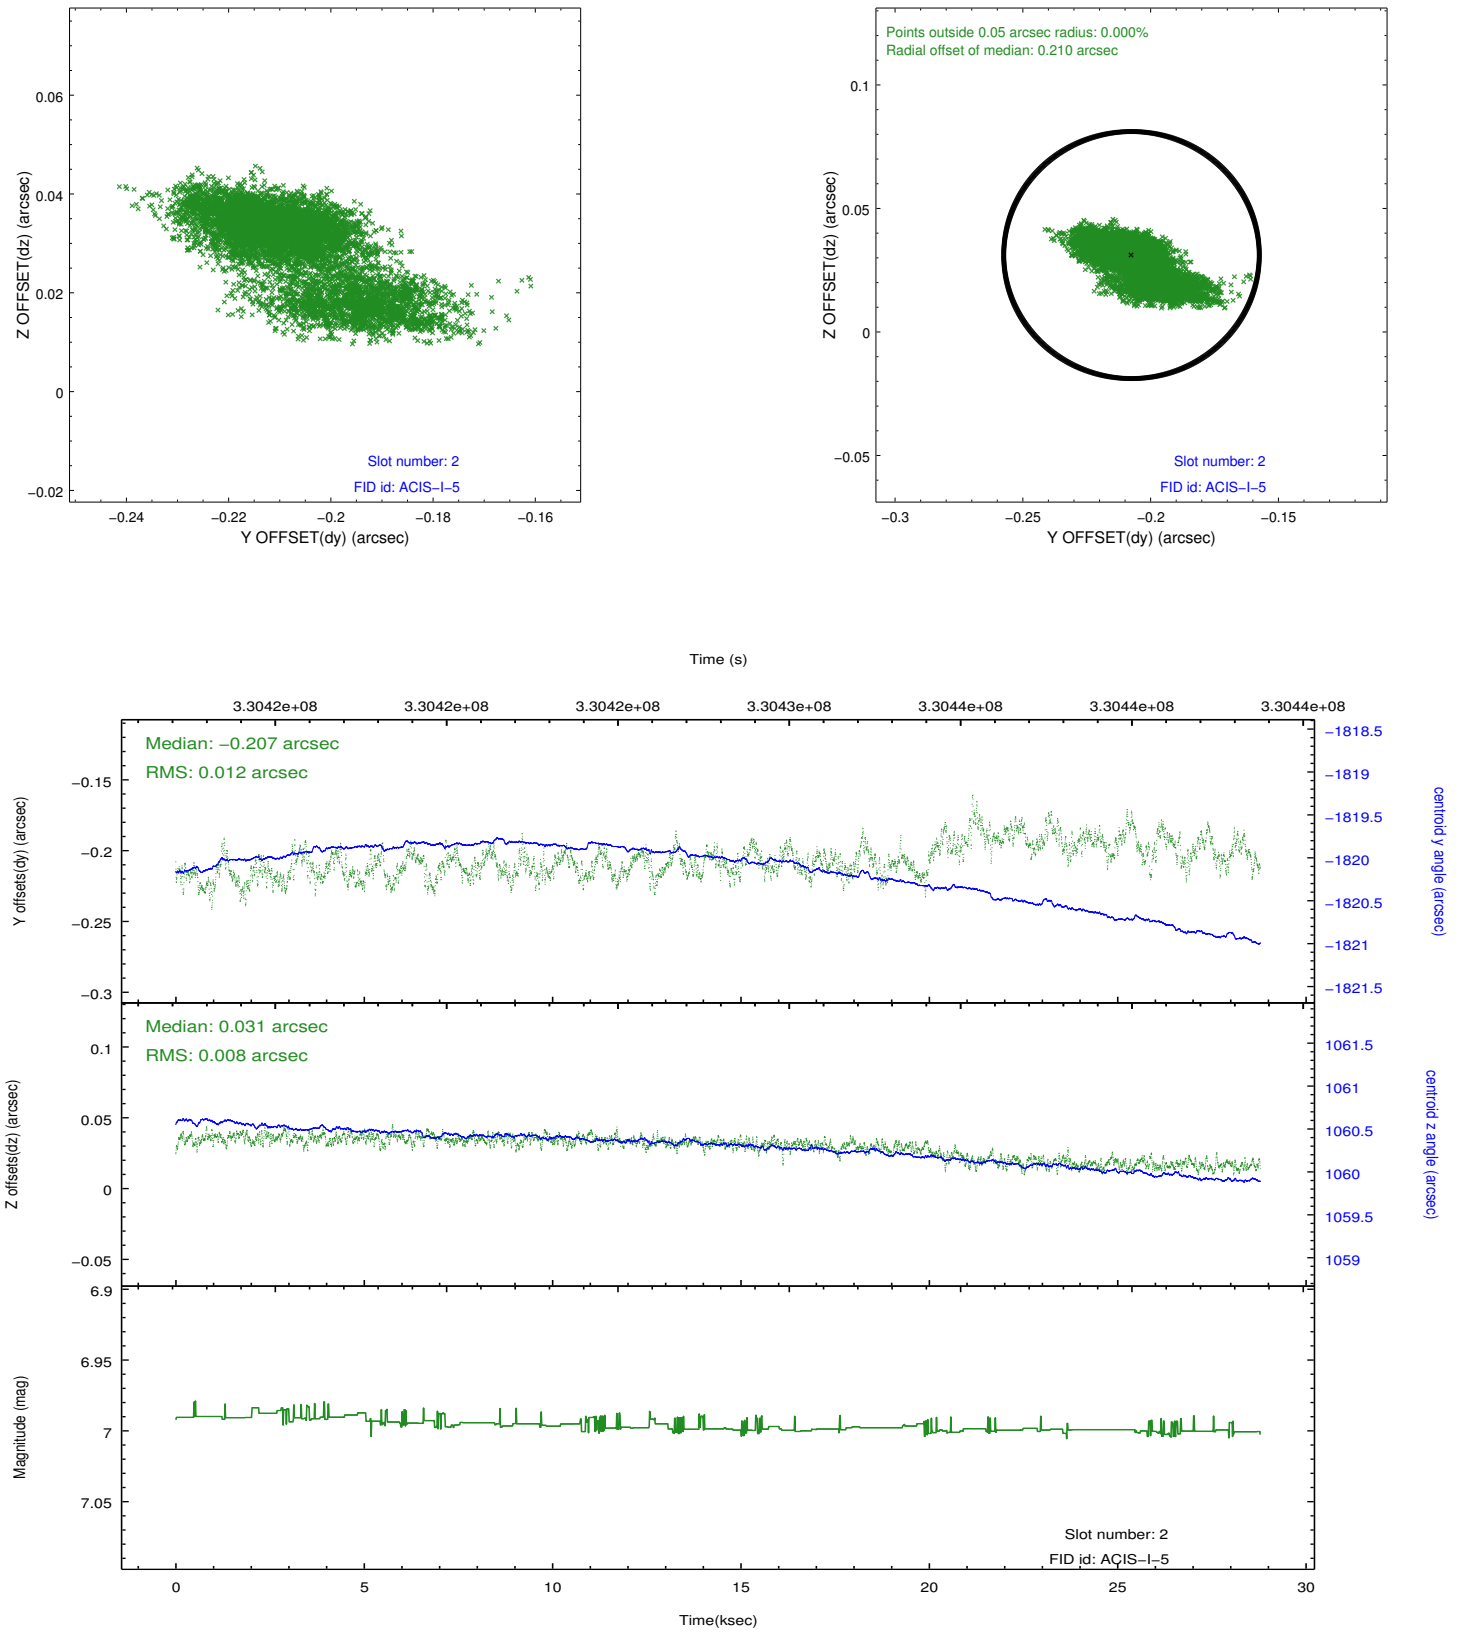 0.06
0.04
0.02
0
−0.02
Z OFFSET(dz) (arcsec)
−0.24
−0.22
−0.2
−0.18
−0.16
Y OFFSET(dy) (arcsec)
Slot number: 2
FID id: ACIS−I−5
Points outside 0.05 arcsec radius: 0.000%
Radial offset of median: 0.210 arcsec
0.1
0.05
0
−0.05
Z OFFSET(dz) (arcsec)
−0.3
−0.25
−0.2
−0.15
Y OFFSET(dy) (arcsec)
Slot number: 2
FID id: ACIS−I−5
Time (s)
3.3042e+08 3.3042e+08 3.3042e+08 3.3043e+08 3.3044e+08 3.3044e+08 3.3044e+08
Median: −0.207 arcsec
RMS: 0.012 arcsec
−0.15
−0.2
−0.25
−0.3
Y offsets(dy) (arcsec)
−1818.5
−1819
−1819.5
−1820
−1820.5
−1821
−1821.5
centroid y angle (arcsec)
Median: 0.031 arcsec
RMS: 0.008 arcsec
0.1
0.05
0
−0.05
Z offsets(dz) (arcsec)
1061.5
1061
1060.5
1060
1059.5
1059
centroid z angle (arcsec)
6.9
6.95
7
7.05
Magnitude (mag)
Slot number: 2
FID id: ACIS−I−5
0 5 10 15 20 25 30
Time(ksec)